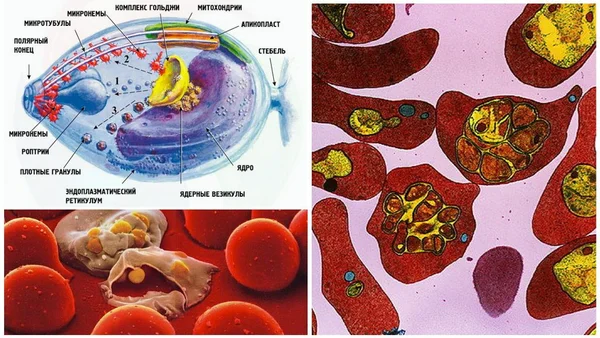 КОМПЛЕКС ГОЛЬДЖИ
МИТОХОНДРИИ
МИКРОНЕМЫ
АПИКОПЛАСТ
МИКРОТУБУЛЫ
СТЕБЕЛЬ
ПОЛЯРНЫЙ
КОНЕЦ
2
1
3
МИКРОНЕМЫ
РОПТРИИ
ПЛОТНЫЕ ГРАНУЛЫ
ЯДРО
ЭНДОПЛАЗМАТИЧЕСКИЙ
РЕТИКУЛУМ
ЯДЕРНЫЕ ВЕЗИКУЛЫ